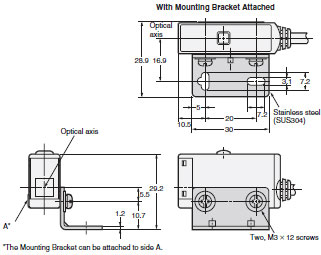 With Mounting Bracket Attached
Optical
axis
28.9
16.9
3.1
7.2
5
7.2
20
10.5
30
Stainless steel
(SUS304)
Optical axis
29.2
5.5
1.2
10.7
A*
Two, M3 × 12 screws
*The Mounting Bracket can be attached to side A.